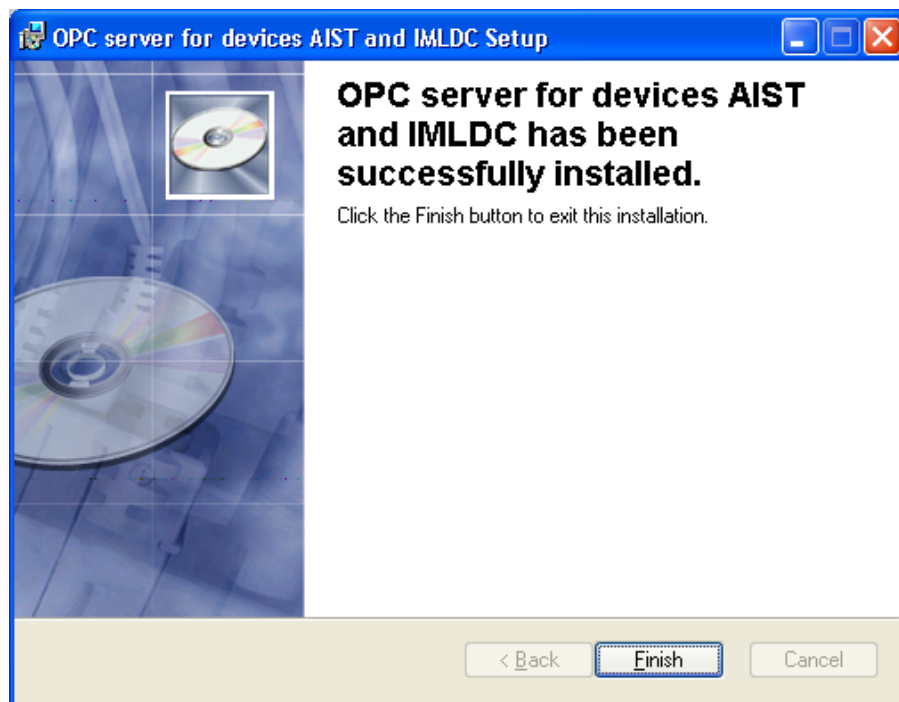 OPC server for devices AIST and IMLDC Setup
OPC server for devices AIST
and IMLDC has been
successfully installed.
Click the Finish button to exit this installation.
< Back
Finish
Cancel